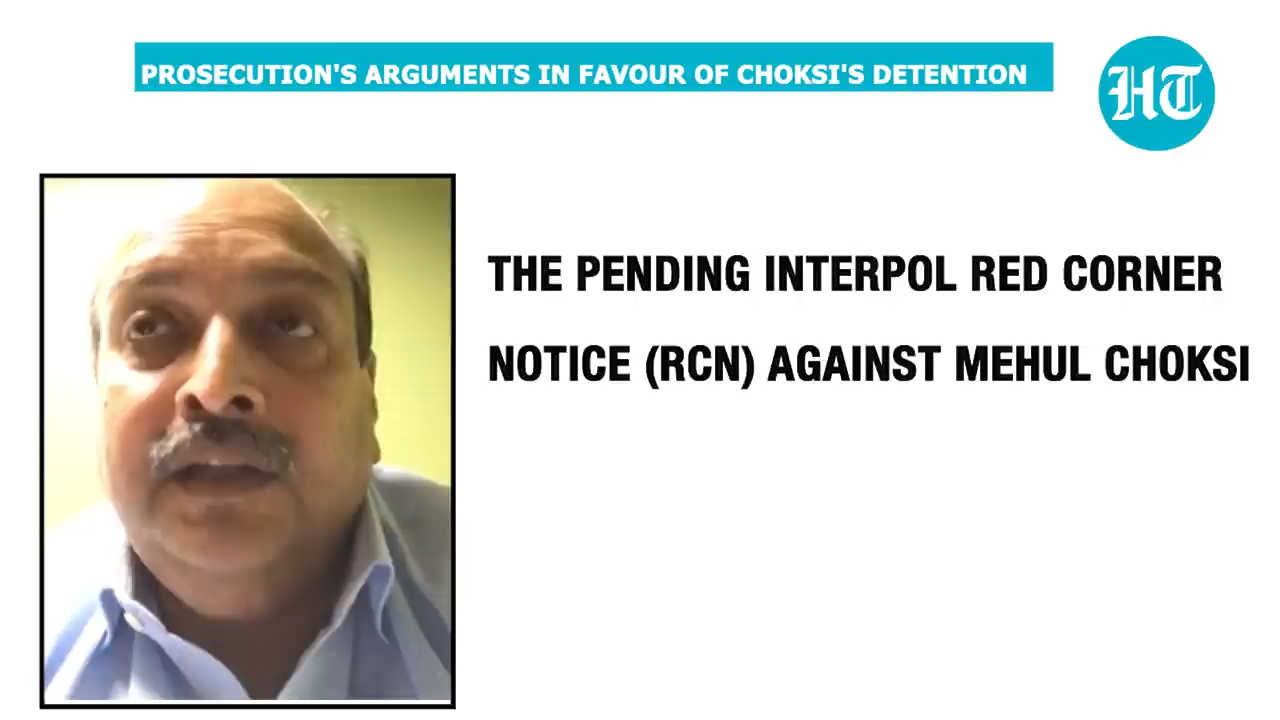 PROSECUTION'S ARGUMENTS IN FAVOUR OF CHOKSI'S DETENTION
HT
THE PENDING INTERPOL RED CORNER
NOTICE (RCN) AGAINST MEHUL CHOKSI